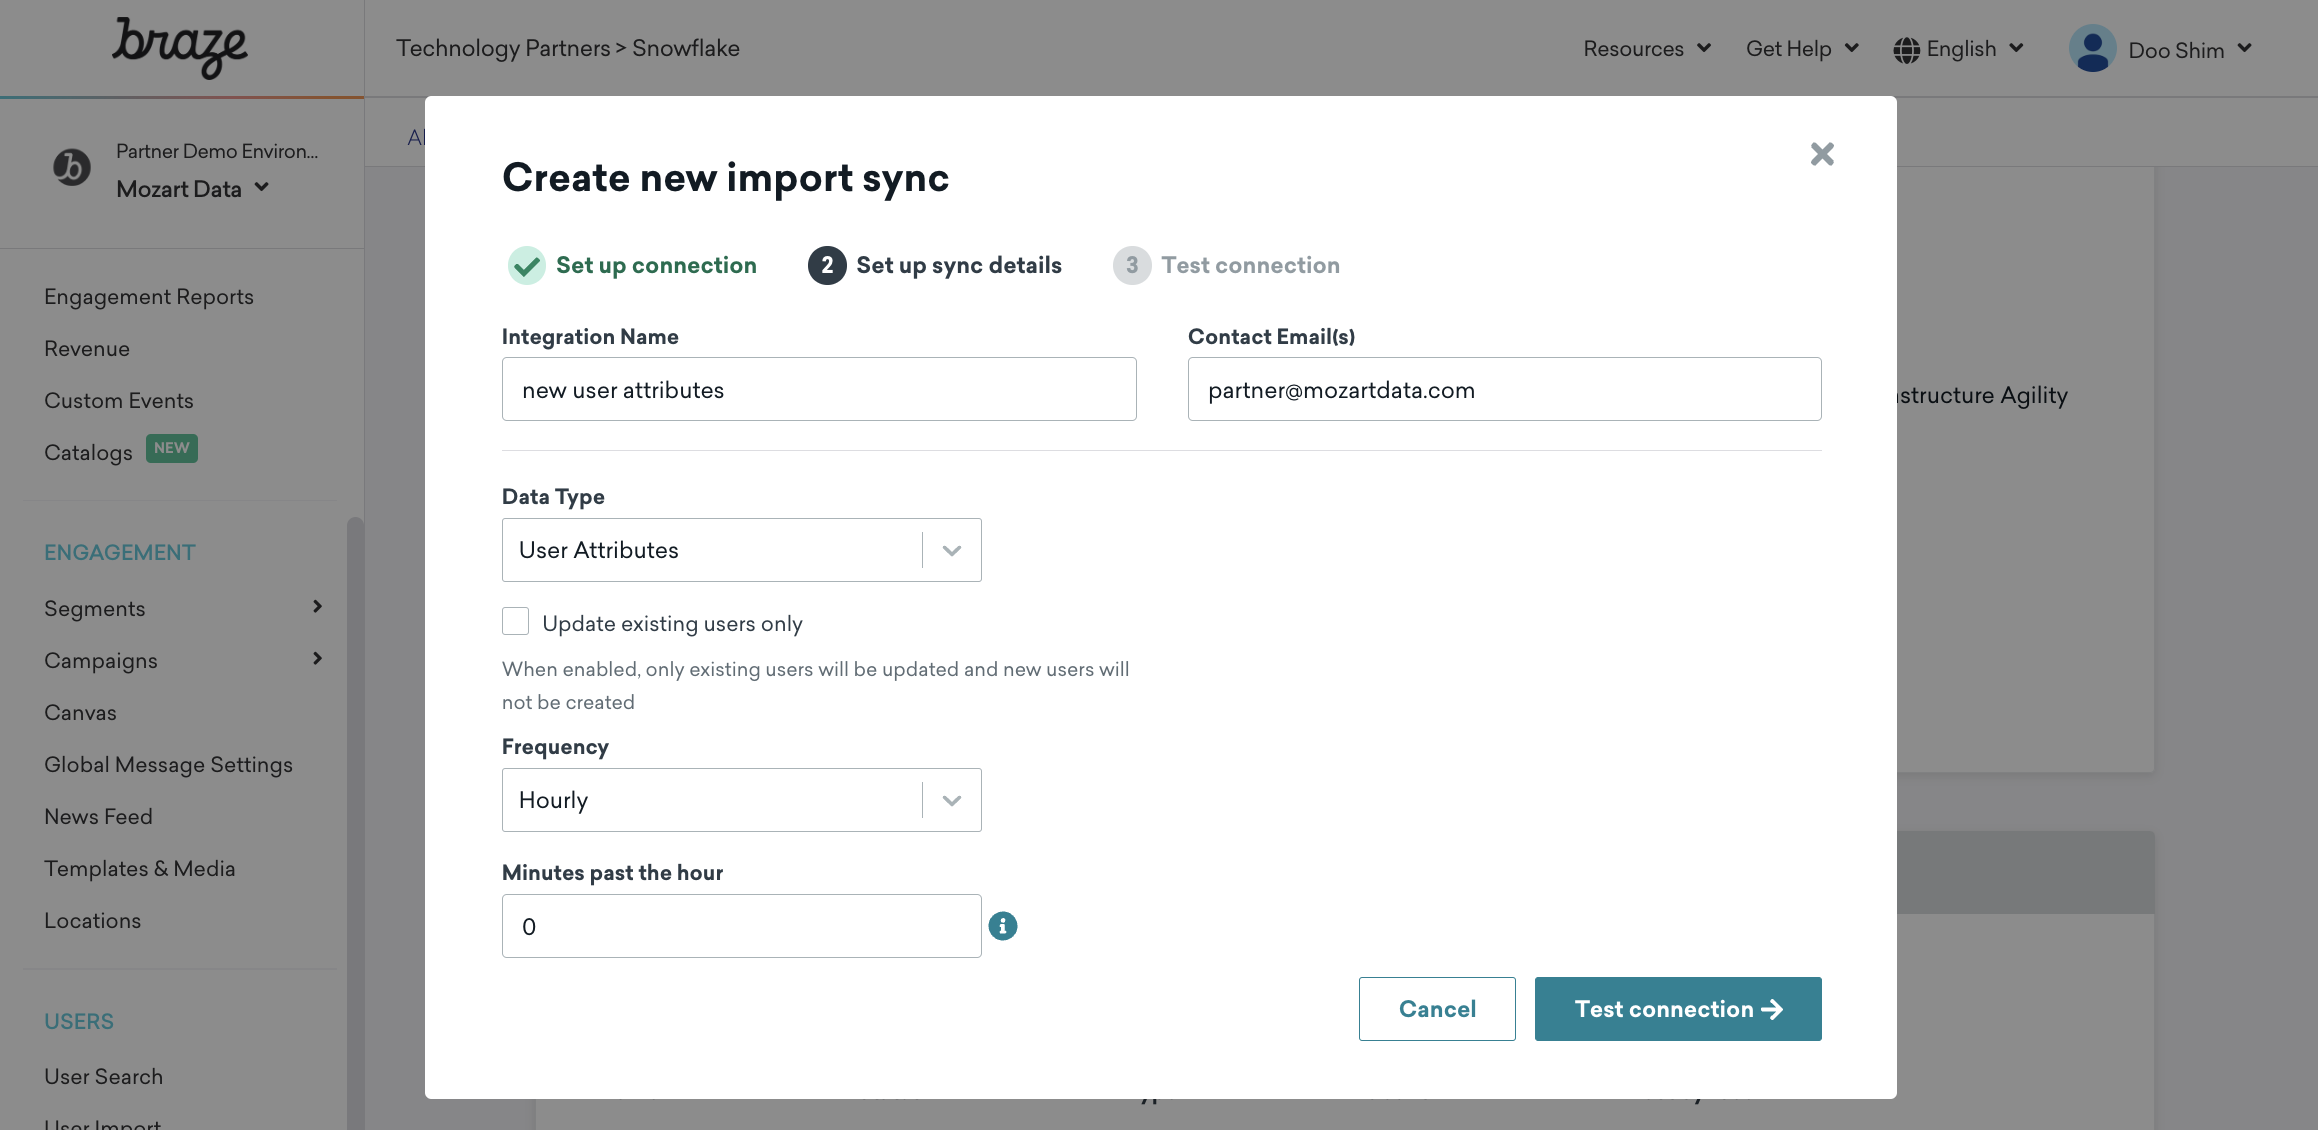 braze
Technology Partners > Snowflake
Resources
Get Help
English
Doo Shim
Partner Demo Environ...
Mozart Data
Engagement Reports
Revenue
Custom Events
Catalogs NEW
ENGAGEMENT
Segments
Campaigns
Canvas
Global Message Settings
News Feed
Templates & Media
Locations
USERS
User Search
User Import
Create new import sync
Set up connection
2 Set up sync details
3 Test connection
Integration Name
new user attributes
Contact Email(s)
partner@mozartdata.com
Data Type
User Attributes
Update existing users only
When enabled, only existing users will be updated and new users will
not be created
Frequency
Hourly
Minutes past the hour
0
Cancel
Test connection
structure Agility